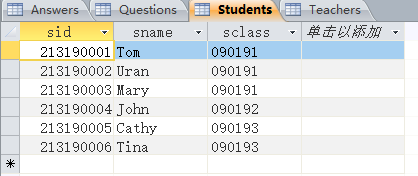 Answers Questions Students Teachers
sid sname sclass 单击以添加
213190001 Tom 090191
213190002 Uran 090191
213190003 Mary 090191
213190004 John 090192
213190005 Cathy 090193
213190006 Tina 090193